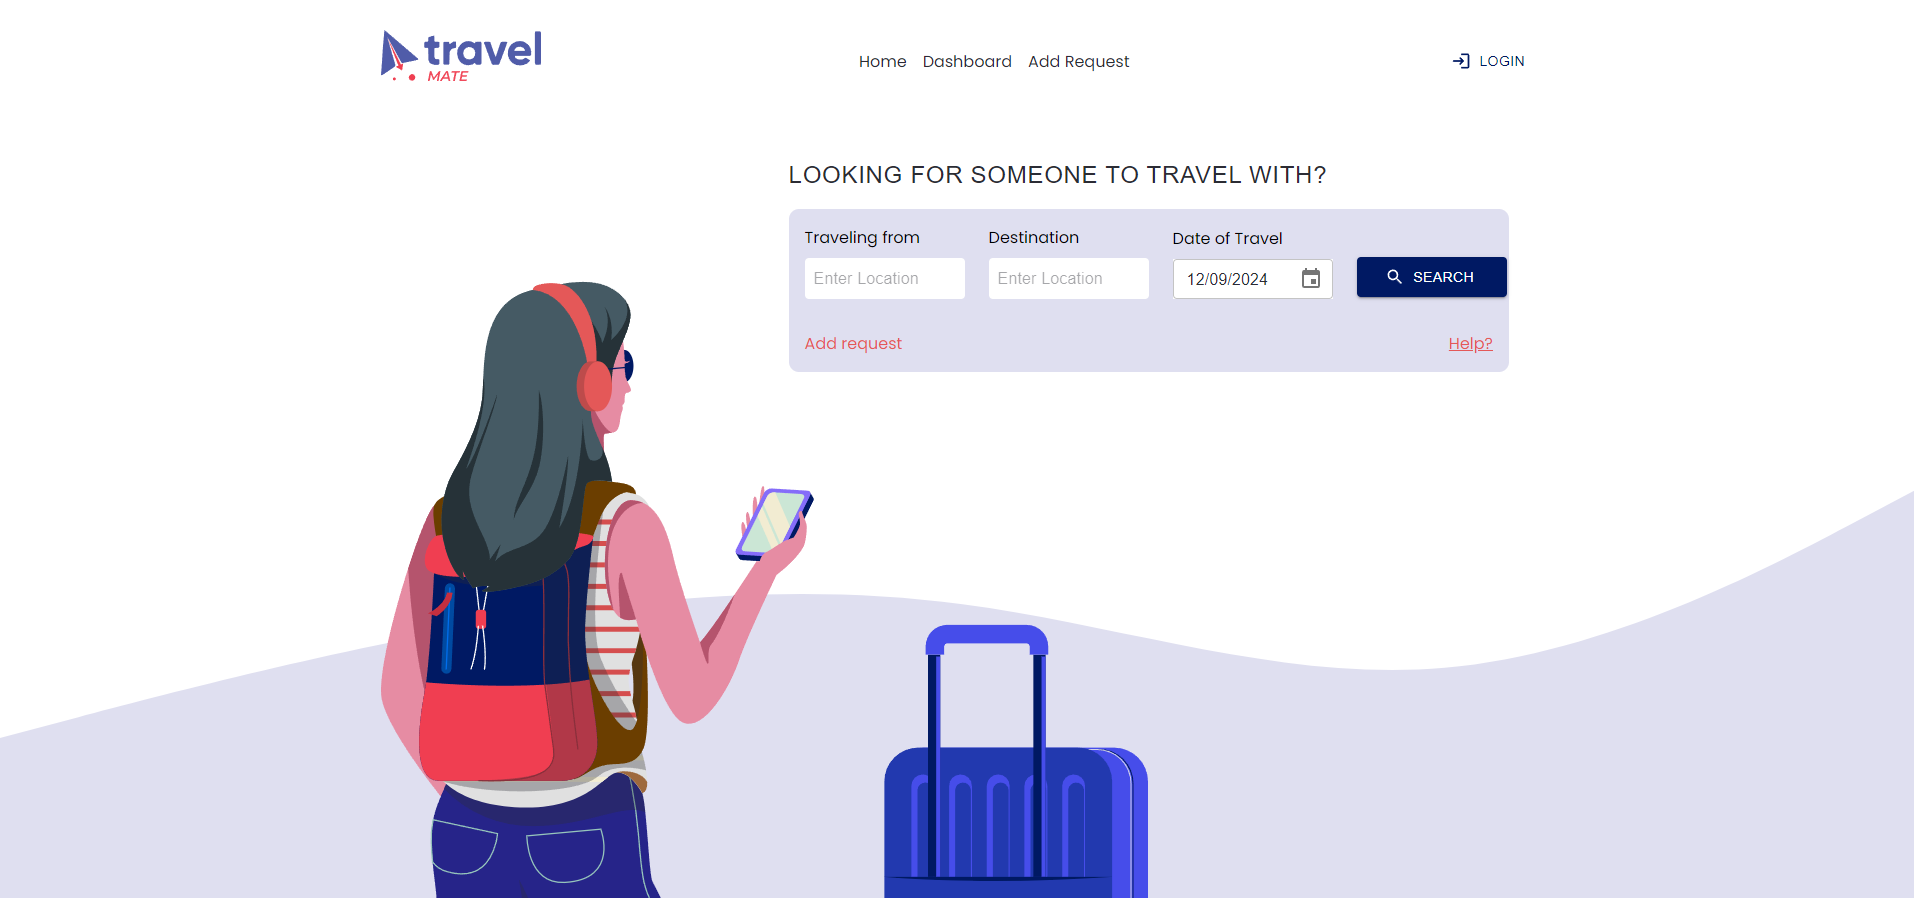 travel
MATE
Home Dashboard Add Request
LOGIN
LOOKING FOR SOMEONE TO TRAVEL WITH?
Traveling from Destination Date of Travel
Enter Location Enter Location 12/09/2024 SEARCH
Add request Help?